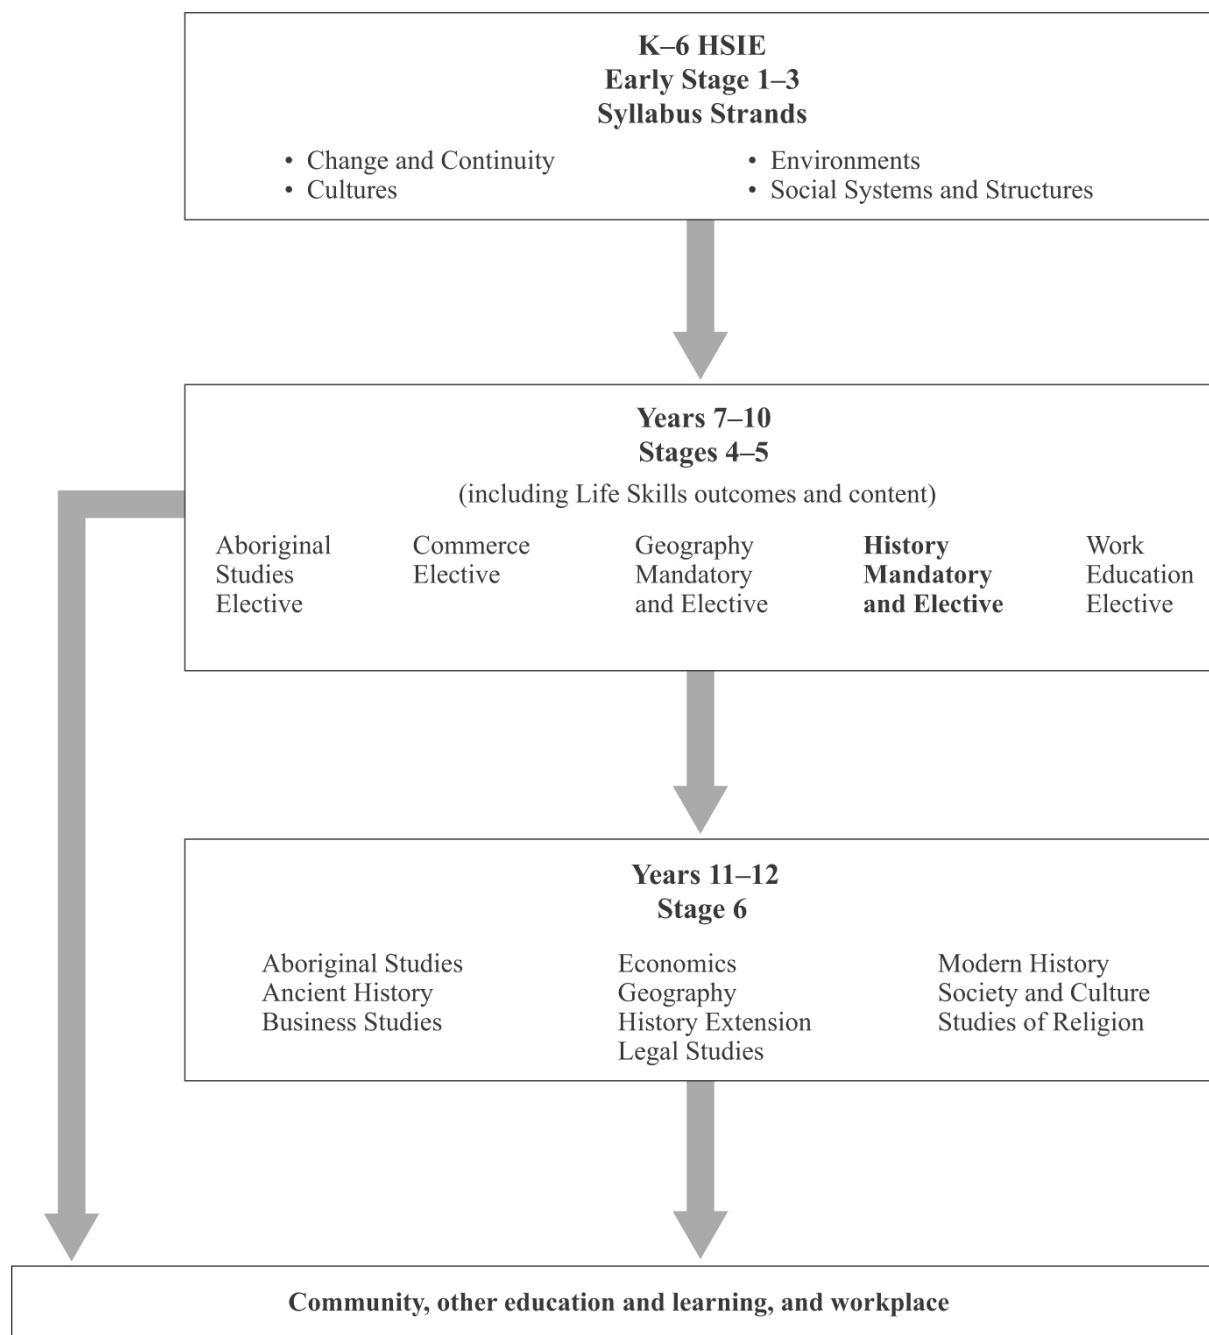 K–6 HSIE
Early Stage 1–3
Syllabus Strands
• Change and Continuity
• Cultures
• Environments
• Social Systems and Structures
Years 7–10
Stages 4–5
(including Life Skills outcomes and content)
Aboriginal
Studies
Elective
Commerce
Elective
Geography
Mandatory
and Elective
History
Mandatory
and Elective
Work
Education
Elective
Years 11–12
Stage 6
Aboriginal Studies
Ancient History
Business Studies
Economics
Geography
History Extension
Legal Studies
Modern History
Society and Culture
Studies of Religion
Community, other education and learning, and workplace